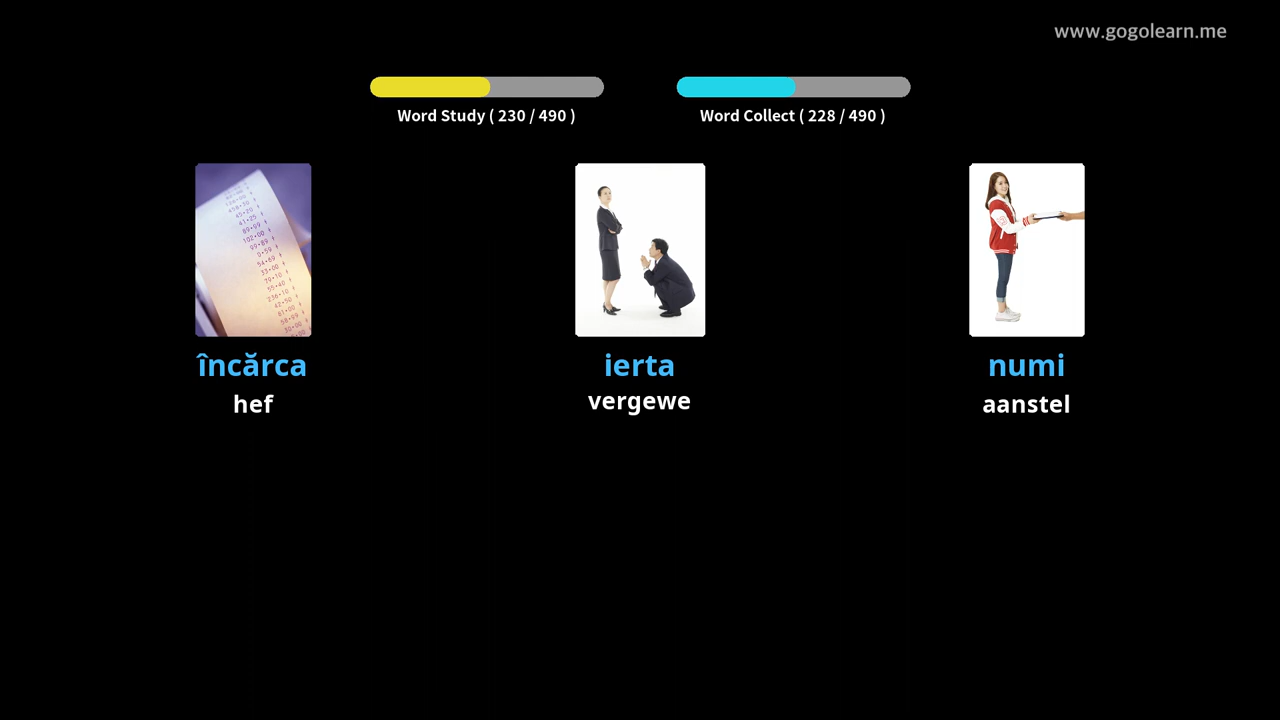 www.gogolearn.me
Word Study ( 230 / 490 )
Word Collect ( 228 / 490 )
încărca
ierta
numi
hef
vergewe
aanstel